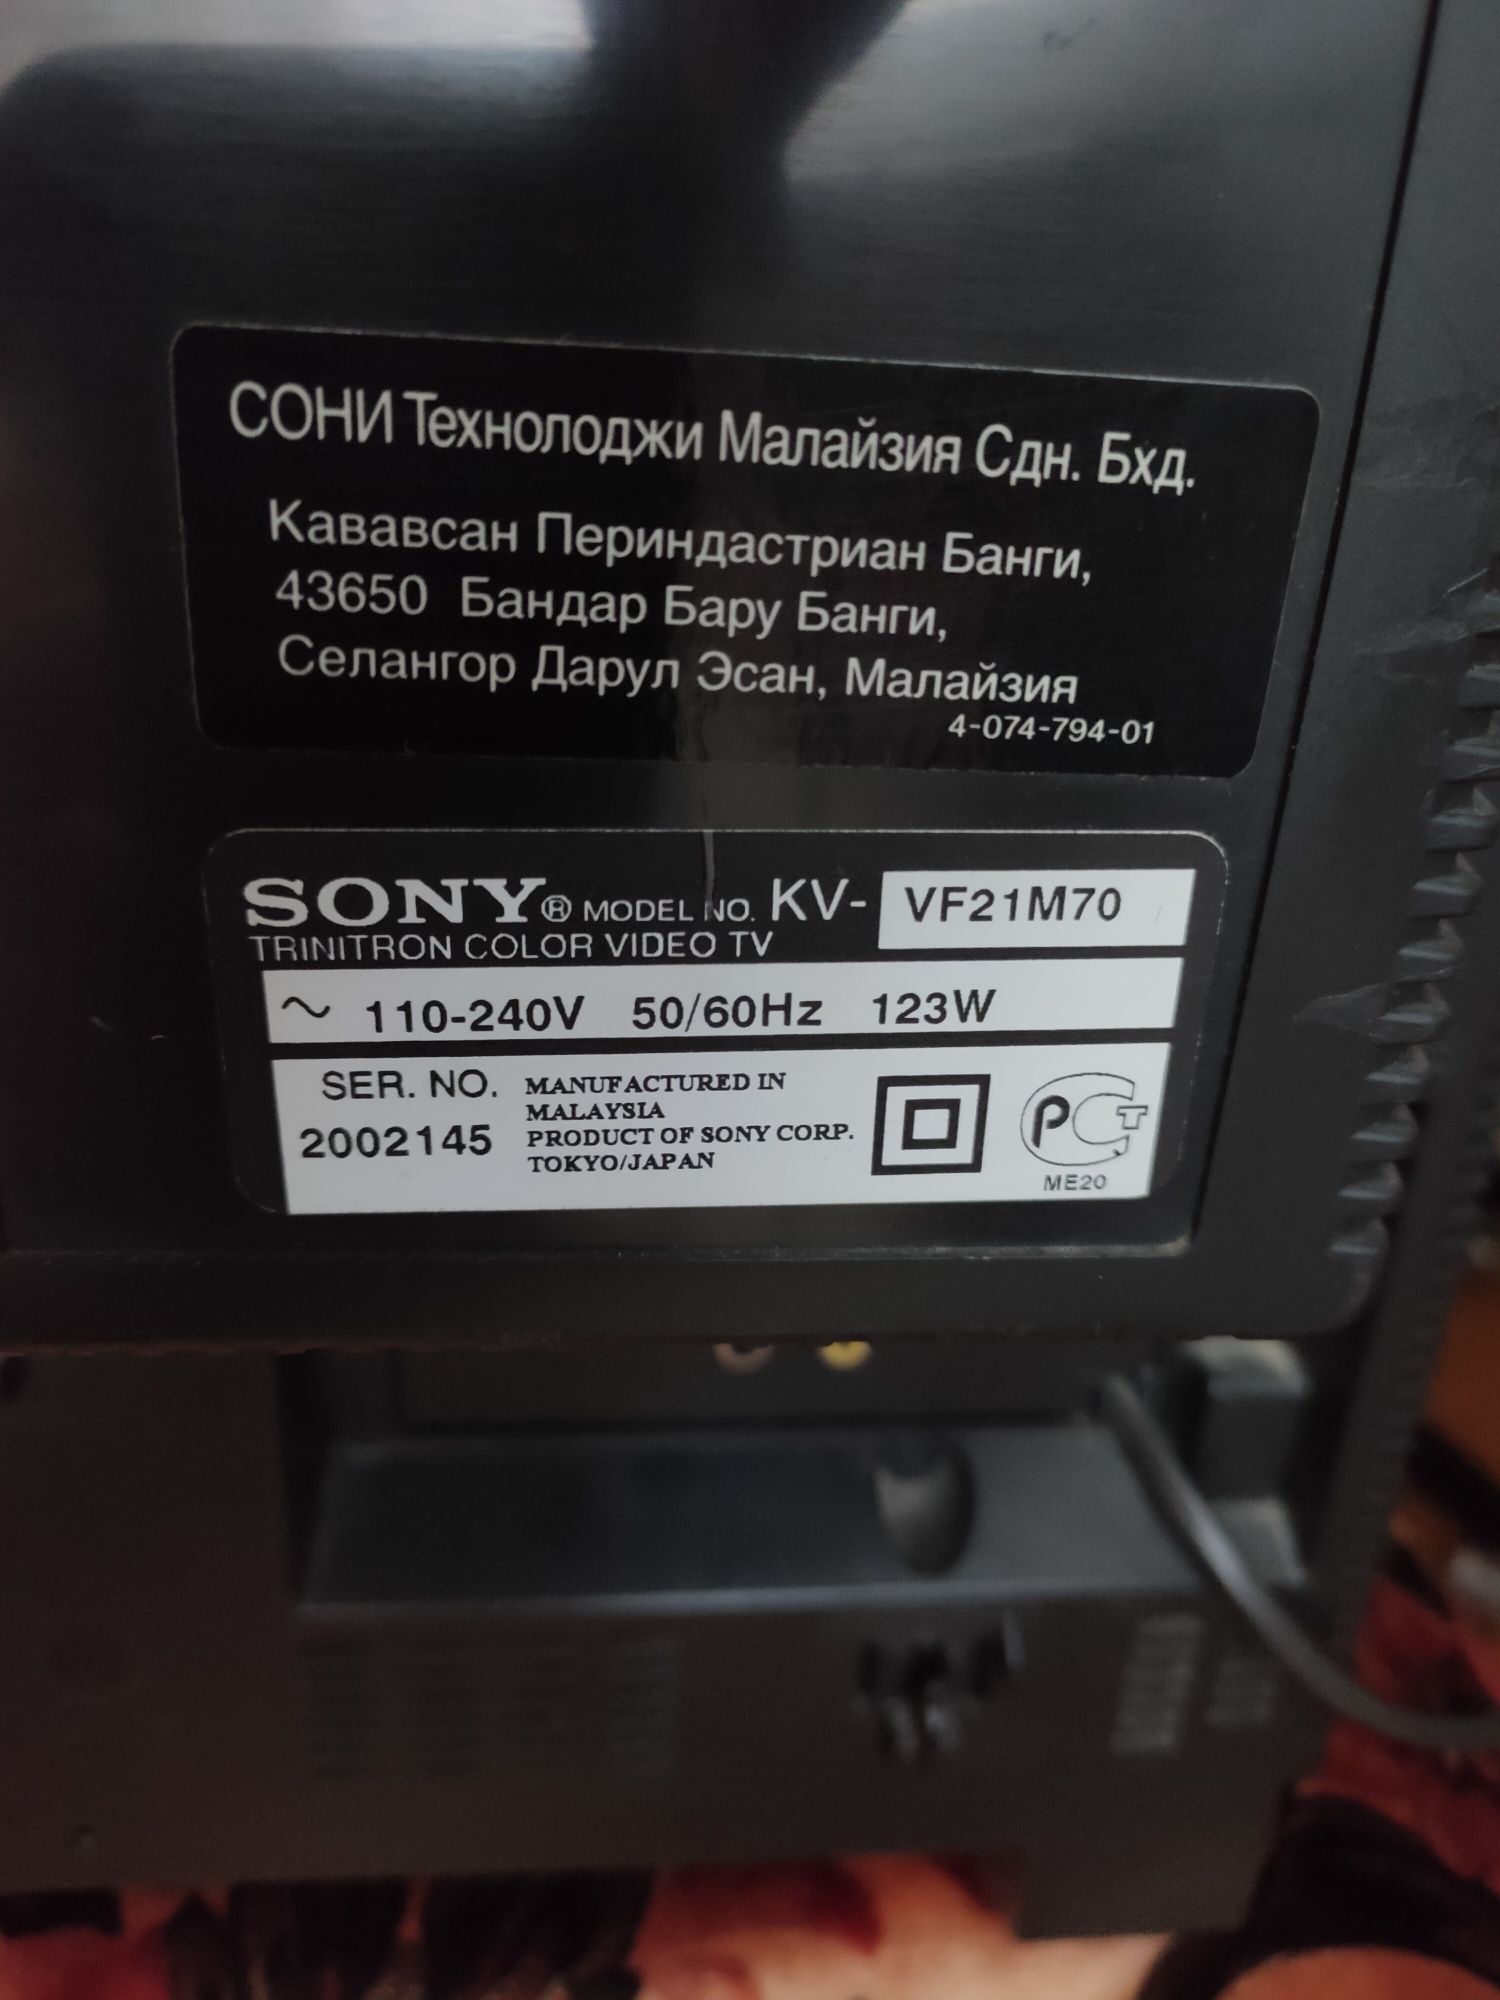 СОНИ Технолоджи Малайзия Сдн. Бхд.
Кававсан Периндастриан Банги,
43650 Бандар Бару Банги,
Селангор Дарул Эсан, Малайзия
4-074-794-01
SONY® MODEL NO. KV- VF21M70
TRINITRON COLOR VIDEO TV
~ 110-240V 50/60Hz 123W
SER. NO.
2002145
MANUFACTURED IN
MALAYSIA
PRODUCT OF SONY CORP.
TOKYO/JAPAN
РСТ
ME20